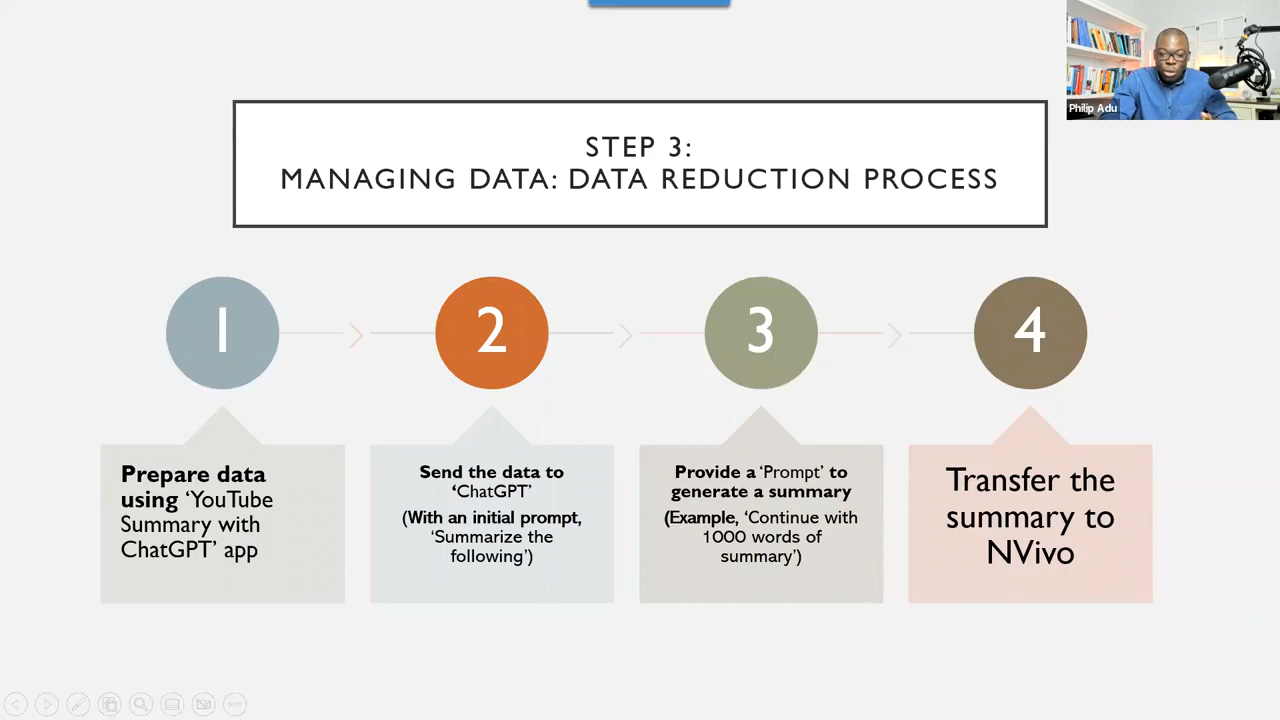 Philip Adu
STEP 3:
MANAGING DATA: DATA REDUCTION PROCESS
1
2
3
4
Prepare data
using ‘YouTube
Summary with
ChatGPT’ app
Send the data to
‘ChatGPT’
(With an initial prompt,
‘Summarize the
following’)
Provide a ‘Prompt’ to
generate a summary
(Example, ‘Continue with
1000 words of
summary’)
Transfer the
summary to
NVivo